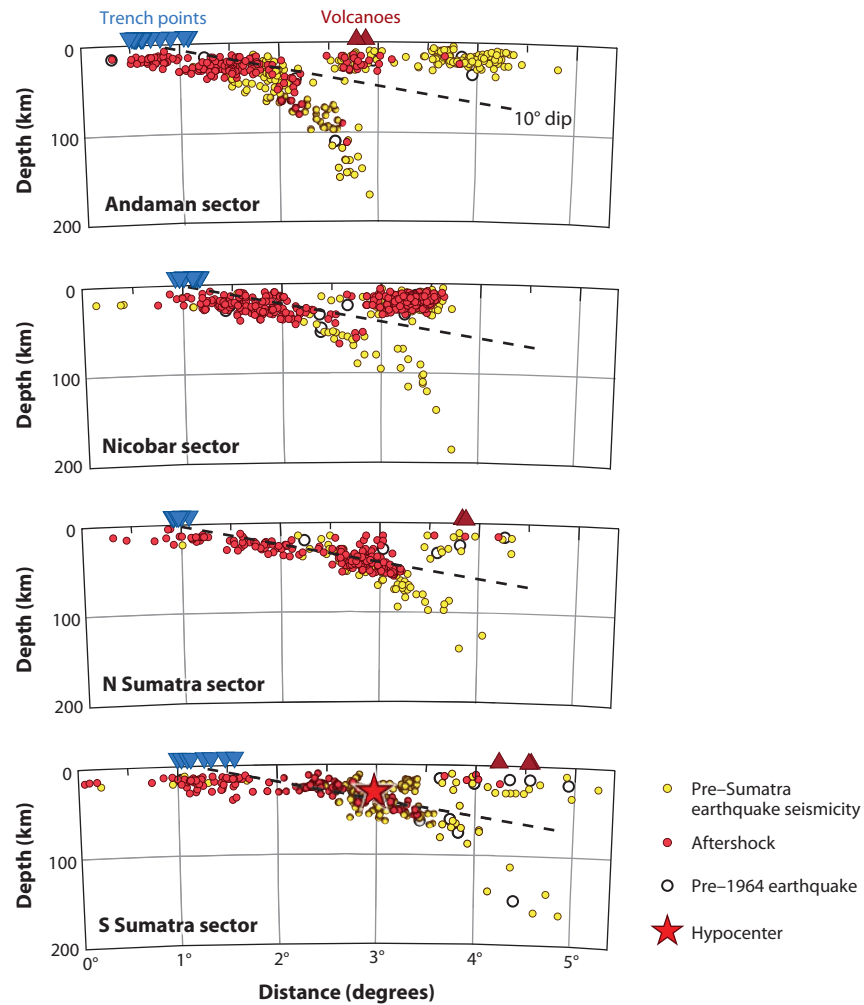 Trench points
Volcanoes
0
100
200
Depth (km)
10° dip
Andaman sector
0
100
200
Depth (km)
Nicobar sector
0
100
200
Depth (km)
N Sumatra sector
0
100
200
Depth (km)
S Sumatra sector
0°
1°
2°
3°
4°
5°
Distance (degrees)
Pre–Sumatra
earthquake seismicity
Aftershock
Pre–1964 earthquake
Hypocenter